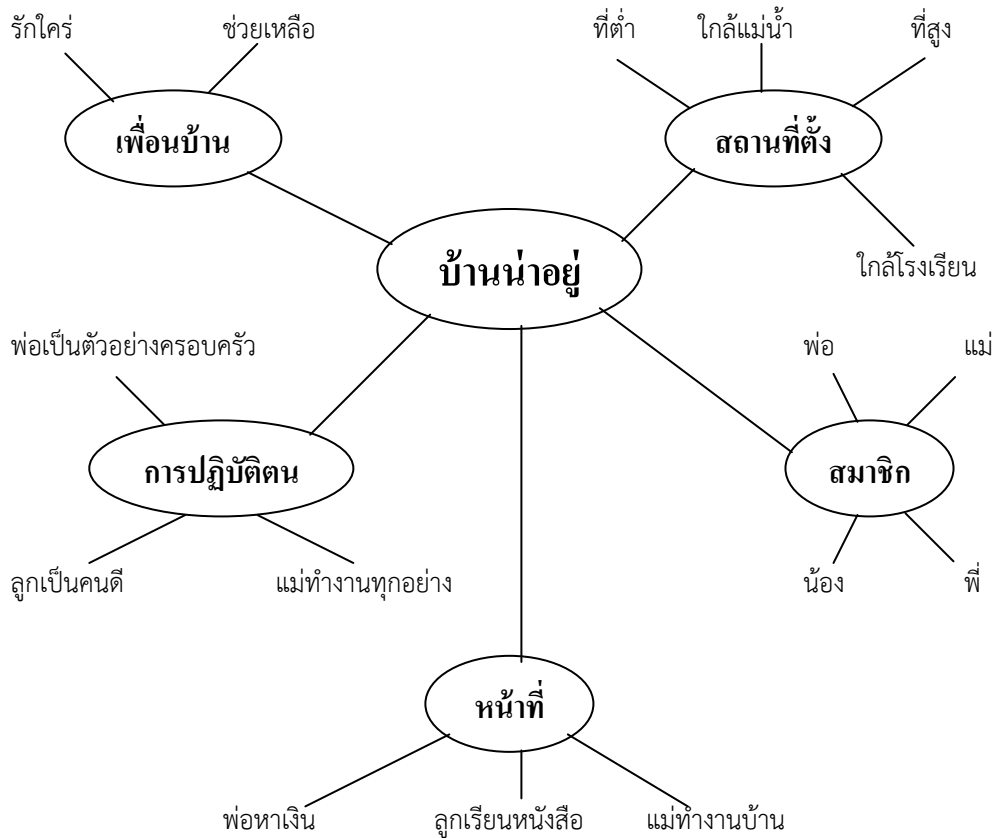 รักใคร่ ช่วยเหลือ ที่ต่ำ ใกล้แม่น้ำ ที่สูง
เพื่อนบ้าน สถานที่ตั้ง
บ้านน่าอยู่ ใกล้โรงเรียน
พ่อเป็นตัวอย่างครอบครัว พ่อ แม่
การปฏิบัติตน สมาชิก
ลูกเป็นคนดี แม่ทำงานทุกอย่าง น้อง พี่
หน้าที่
พ่อหาเงิน ลูกเรียนหนังสือ แม่ทำงานบ้าน